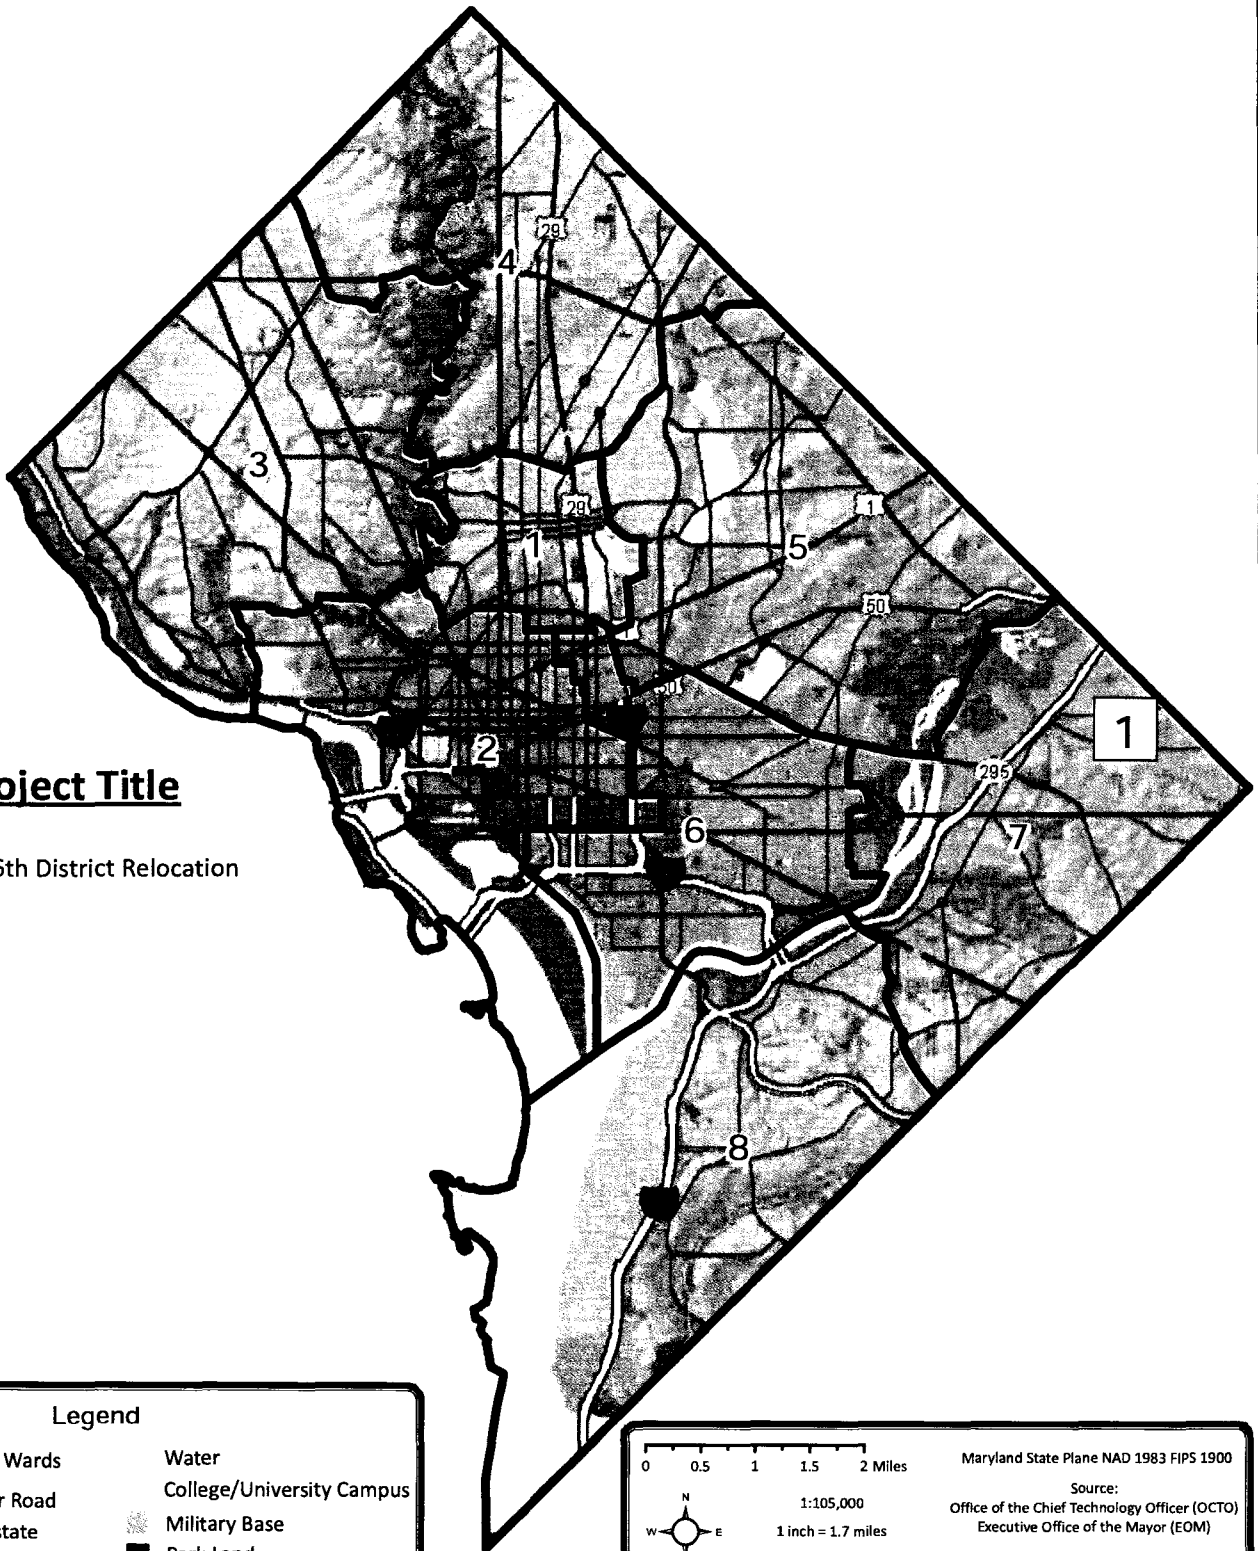 29
4
3
29
1
1
5
50
50
1
2
295
oject Title
6
7
6th District Relocation
8
Legend
Wards
Water
College/University Campus
r Road
Military Base
state
Park Land
0 0.5 1 1.5 2 Miles
Maryland State Plane NAD 1983 FIPS 1900
Source:
N
1:105,000
Office of the Chief Technology Officer (OCTO)
W E
1 inch = 1.7 miles
Executive Office of the Mayor (EOM)